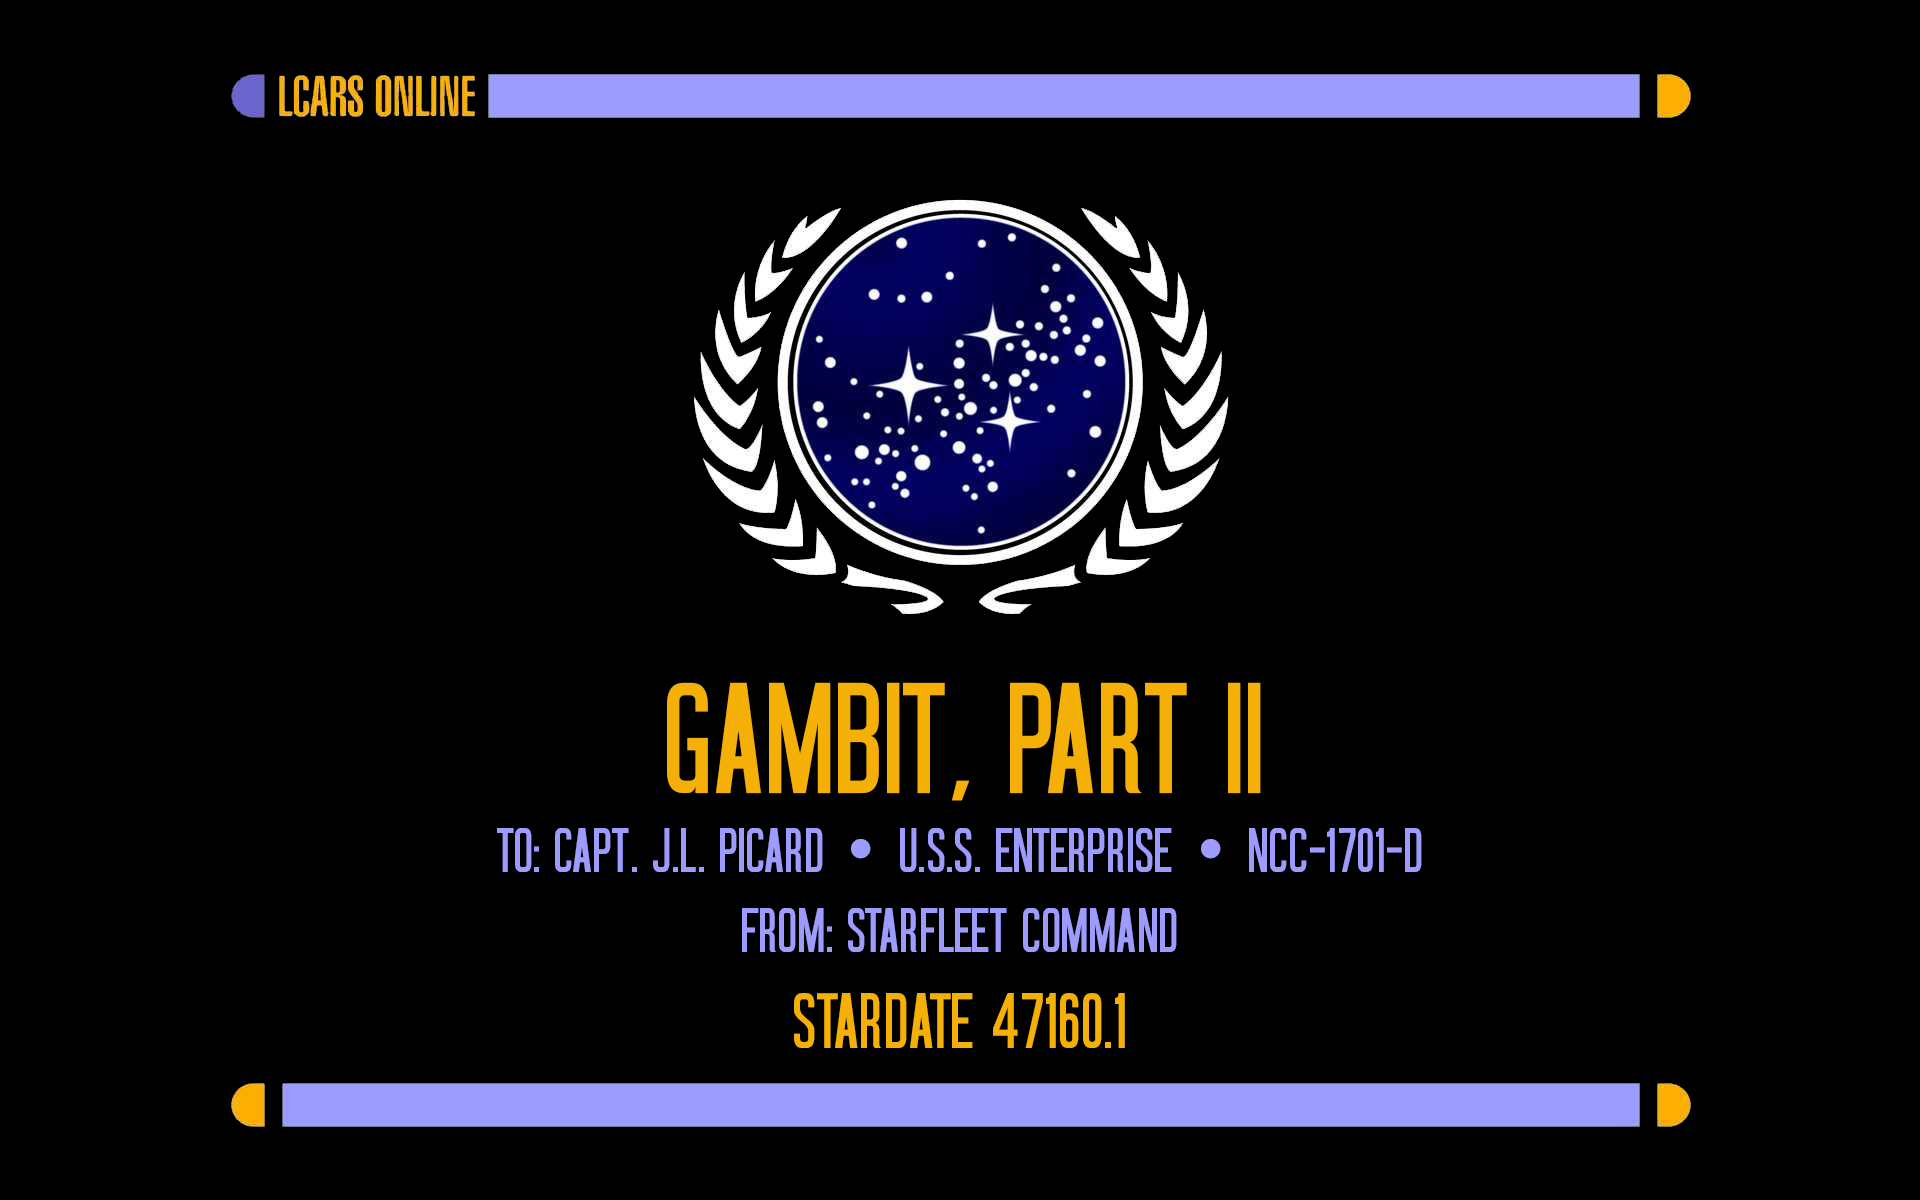 LCARS ONLINE
GAMBIT, PART II
TO: CAPT. J.L. PICARD • U.S.S. ENTERPRISE • NCC-1701-D
FROM: STARFLEET COMMAND
STARDATE 47160.1